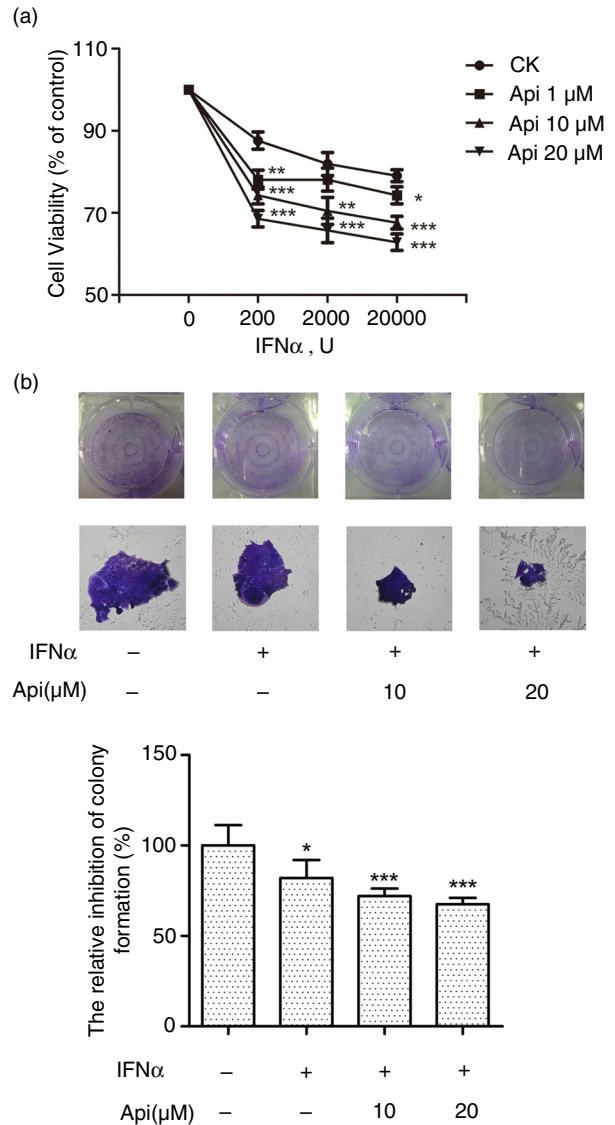 (a)
110
90
70
50
Cell Viability (% of control)
CK
Api 1 µM
Api 10 µM
Api 20 µM
**
***
***
**
***
*
***
***
0 200 2000 20000
IFNα , U
(b)
IFNα – + + +
Api(µM) – – 10 20
150
100
50
0
The relative inhibition of colony
formation (%)
*
***
***
IFNα – + + +
Api(µM) – – 10 20